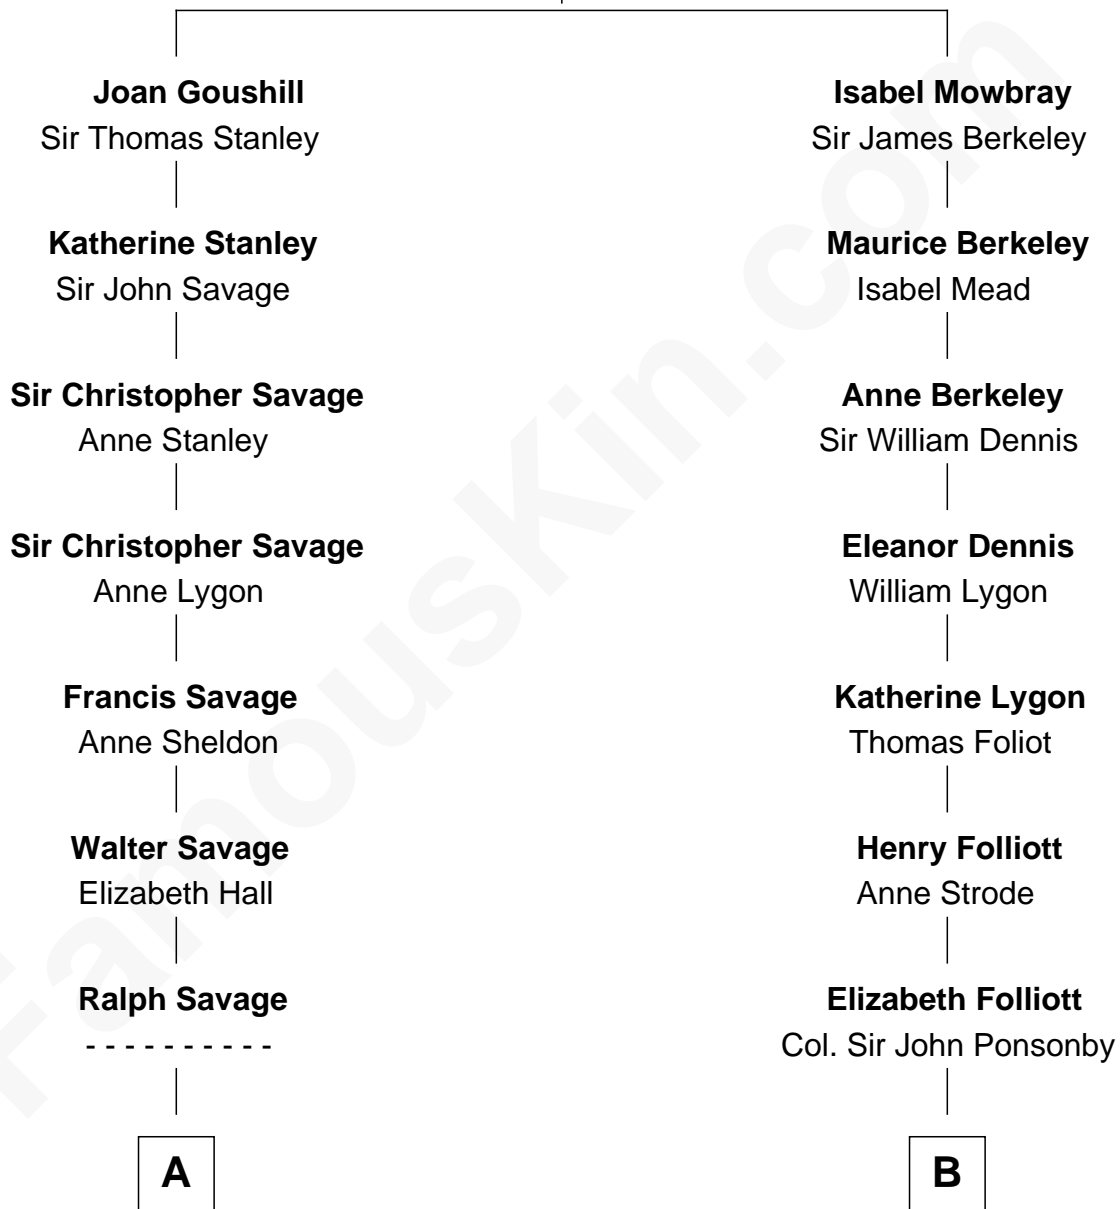 Joan Goushill
Sir Thomas Stanley
Katherine Stanley
Sir John Savage
Sir Christopher Savage
Anne Stanley
Sir Christopher Savage
Anne Lygon
Francis Savage
Anne Sheldon
Walter Savage
Elizabeth Hall
Ralph Savage
- - - - - - - - - -
A
Isabel Mowbray
Sir James Berkeley
Maurice Berkeley
Isabel Mead
Anne Berkeley
Sir William Dennis
Eleanor Dennis
William Lygon
Katherine Lygon
Thomas Foliot
Henry Folliott
Anne Strode
Elizabeth Folliott
Col. Sir John Ponsonby
B
FamousKin.com